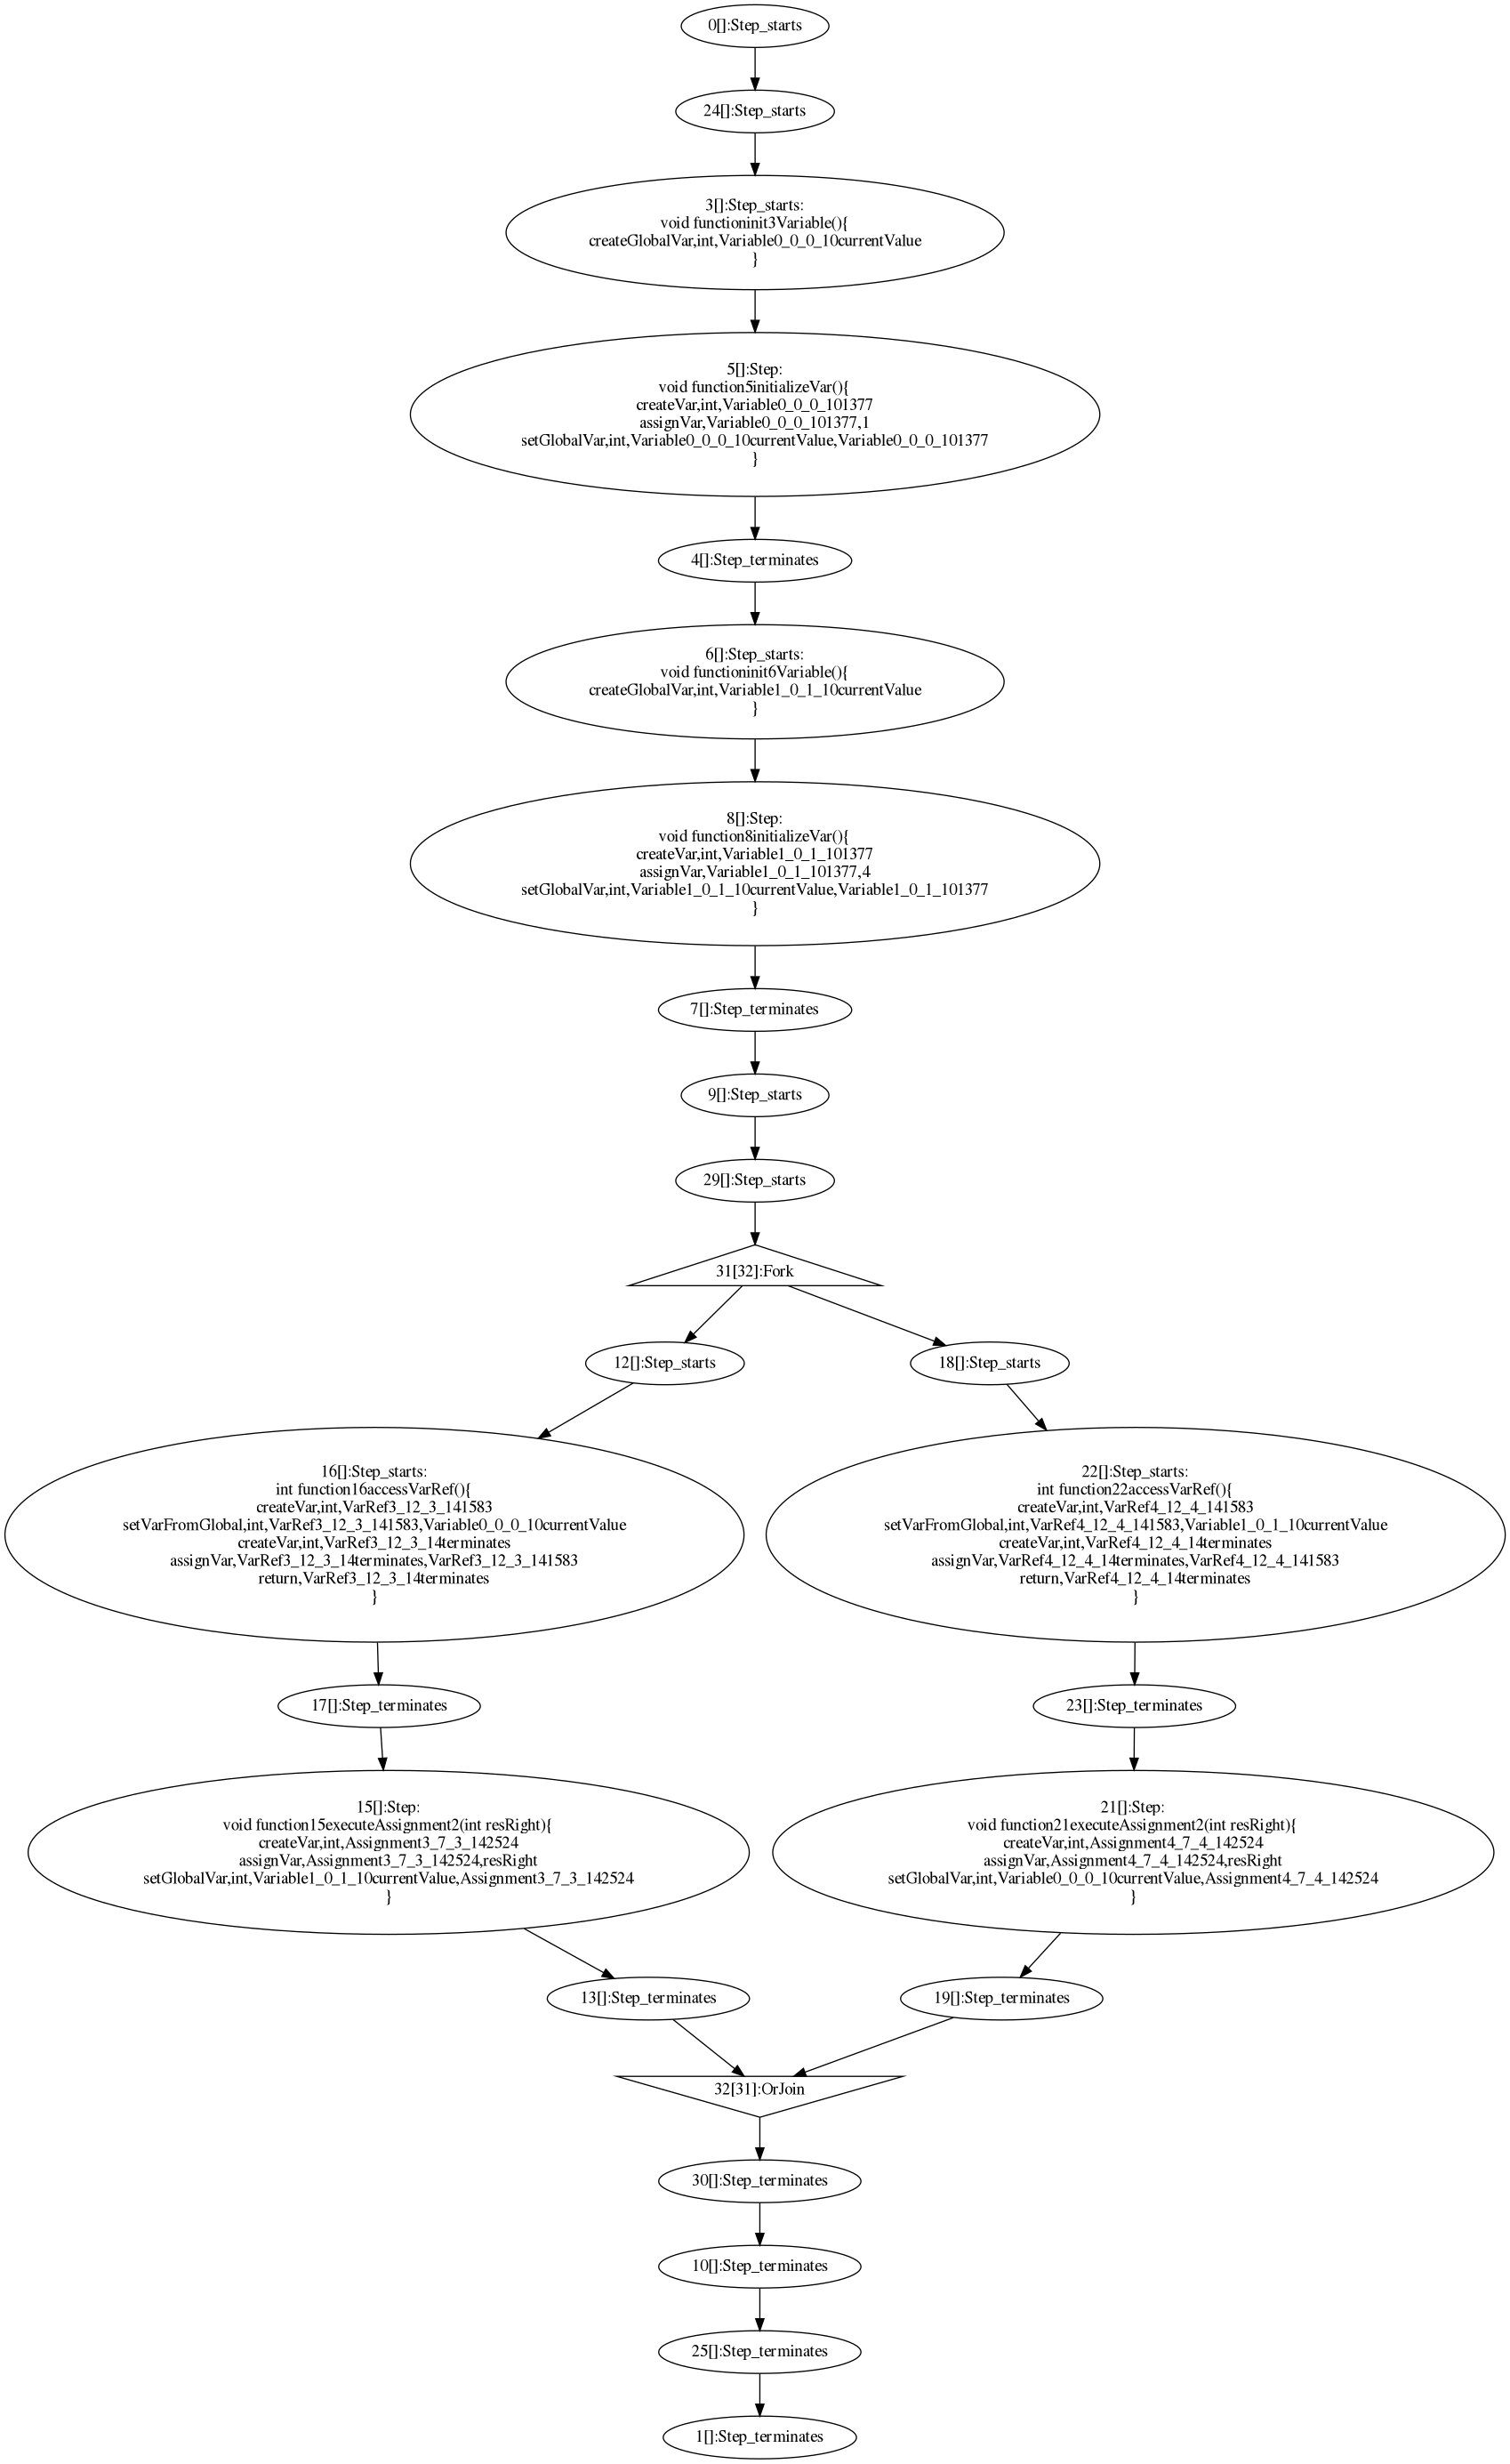 0[]:Step_starts
24[]:Step_starts
3[]:Step_starts:
void functioninit3Variable(){
createGlobalVar,int,Variable0_0_0_10currentValue
}
5[]:Step:
void function5initializeVar(){
createVar,int,Variable0_0_0_101377
assignVar,Variable0_0_0_101377,1
setGlobalVar,int,Variable0_0_0_10currentValue,Variable0_0_0_101377
}
4[]:Step_terminates
6[]:Step_starts:
void functioninit6Variable(){
createGlobalVar,int,Variable1_0_1_10currentValue
}
8[]:Step:
void function8initializeVar(){
createVar,int,Variable1_0_1_101377
assignVar,Variable1_0_1_101377,4
setGlobalVar,int,Variable1_0_1_10currentValue,Variable1_0_1_101377
}
7[]:Step_terminates
9[]:Step_starts
29[]:Step_starts
31[32]:Fork
12[]:Step_starts
18[]:Step_starts
16[]:Step_starts:
int function16accessVarRef(){
createVar,int,VarRef3_12_3_141583
setVarFromGlobal,int,VarRef3_12_3_141583,Variable0_0_0_10currentValue
createVar,int,VarRef3_12_3_14terminates
assignVar,VarRef3_12_3_14terminates,VarRef3_12_3_141583
return,VarRef3_12_3_14terminates
}
22[]:Step_starts:
int function22accessVarRef(){
createVar,int,VarRef4_12_4_141583
setVarFromGlobal,int,VarRef4_12_4_141583,Variable1_0_1_10currentValue
createVar,int,VarRef4_12_4_14terminates
assignVar,VarRef4_12_4_14terminates,VarRef4_12_4_141583
return,VarRef4_12_4_14terminates
}
17[]:Step_terminates
23[]:Step_terminates
15[]:Step:
void function15executeAssignment2(int resRight){
createVar,int,Assignment3_7_3_142524
assignVar,Assignment3_7_3_142524,resRight
setGlobalVar,int,Variable1_0_1_10currentValue,Assignment3_7_3_142524
}
21[]:Step:
void function21executeAssignment2(int resRight){
createVar,int,Assignment4_7_4_142524
assignVar,Assignment4_7_4_142524,resRight
setGlobalVar,int,Variable0_0_0_10currentValue,Assignment4_7_4_142524
}
13[]:Step_terminates
19[]:Step_terminates
32[31]:OrJoin
30[]:Step_terminates
10[]:Step_terminates
25[]:Step_terminates
1[]:Step_terminates